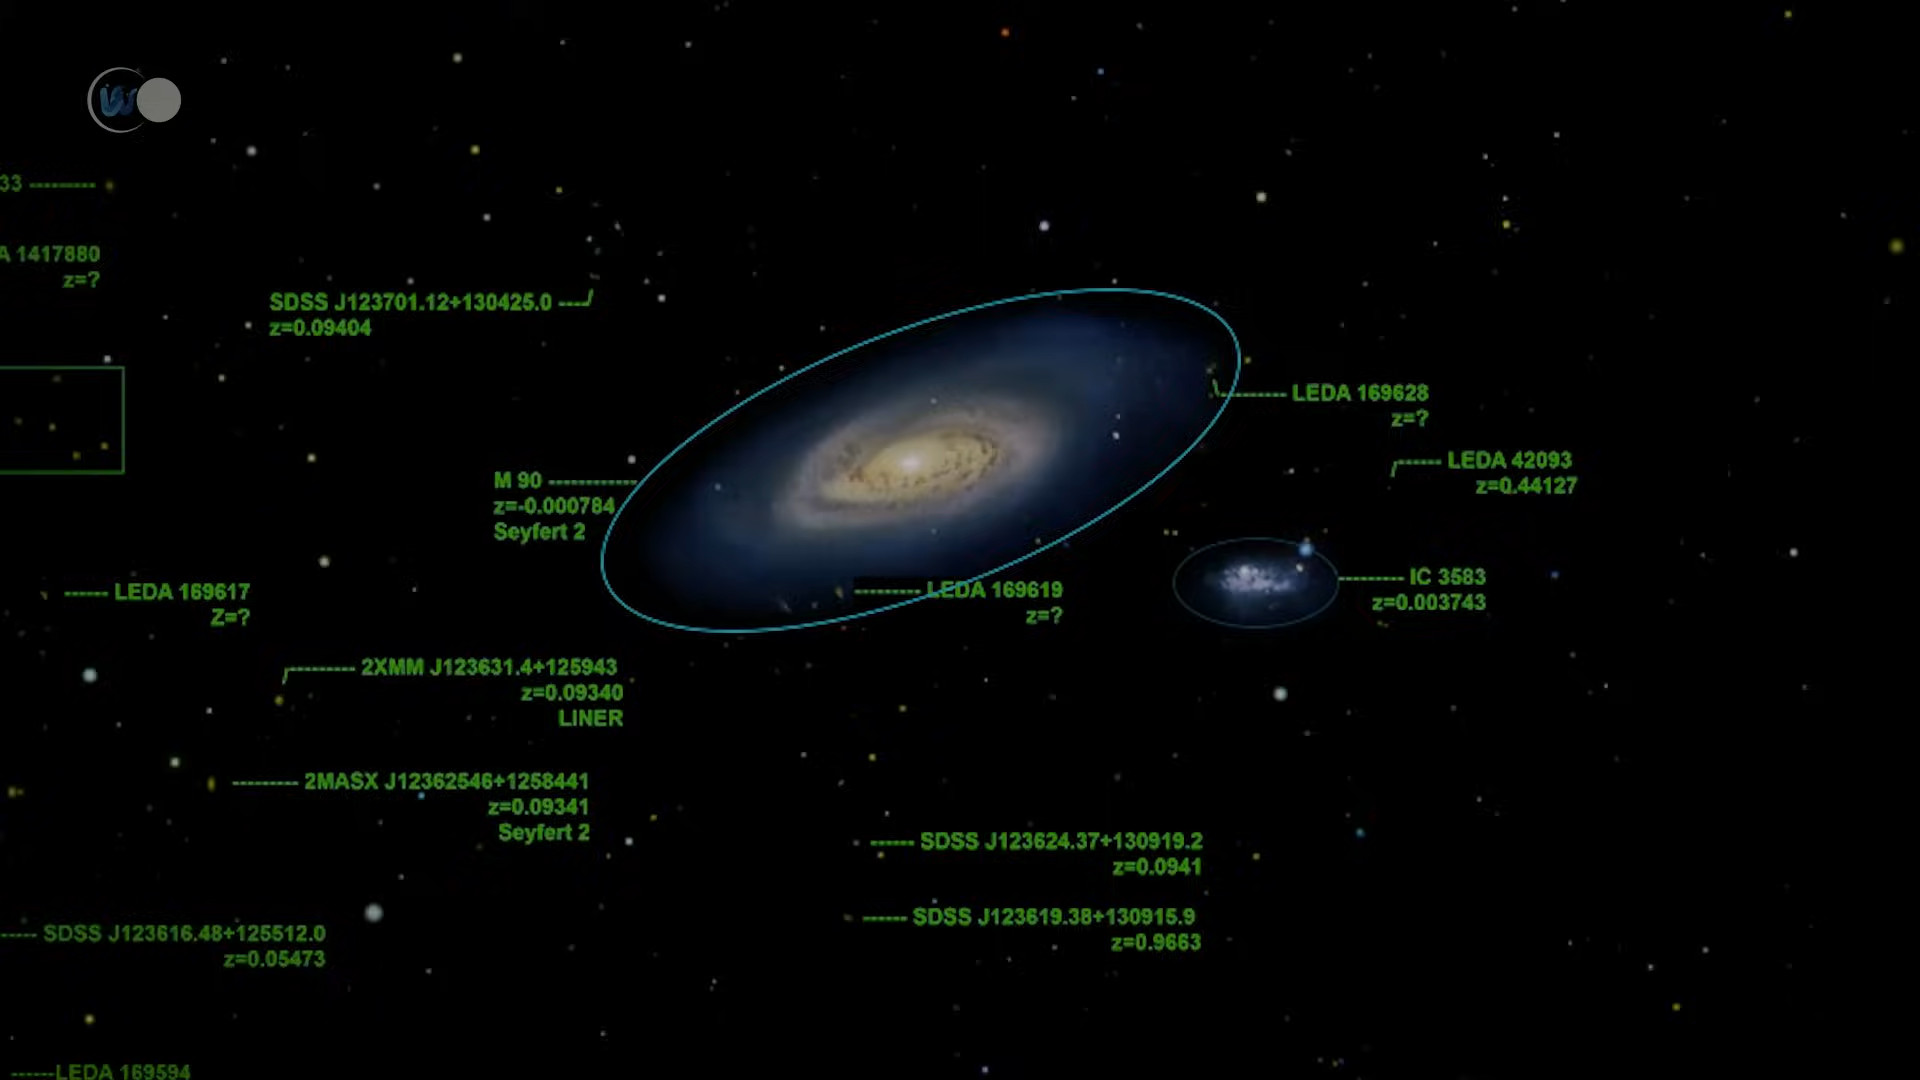 W
33
A 1417880
z=?
SDSS J123701.12+130425.0
z=0.09404
LEDA 169628
z=?
LEDA 42093
z=0.44127
M 90
z=-0.000784
Seyfert 2
IC 3583
z=0.003743
LEDA 169617
Z=?
LEDA 169619
z=?
2XMM J123631.4+125943
z=0.09340
LINER
2MASX J12362546+1258441
z=0.09341
Seyfert 2
SDSS J123624.37+130919.2
z=0.0941
SDSS J123619.38+130915.9
z=0.9663
SDSS J123616.48+125512.0
z=0.05473
LEDA 169594